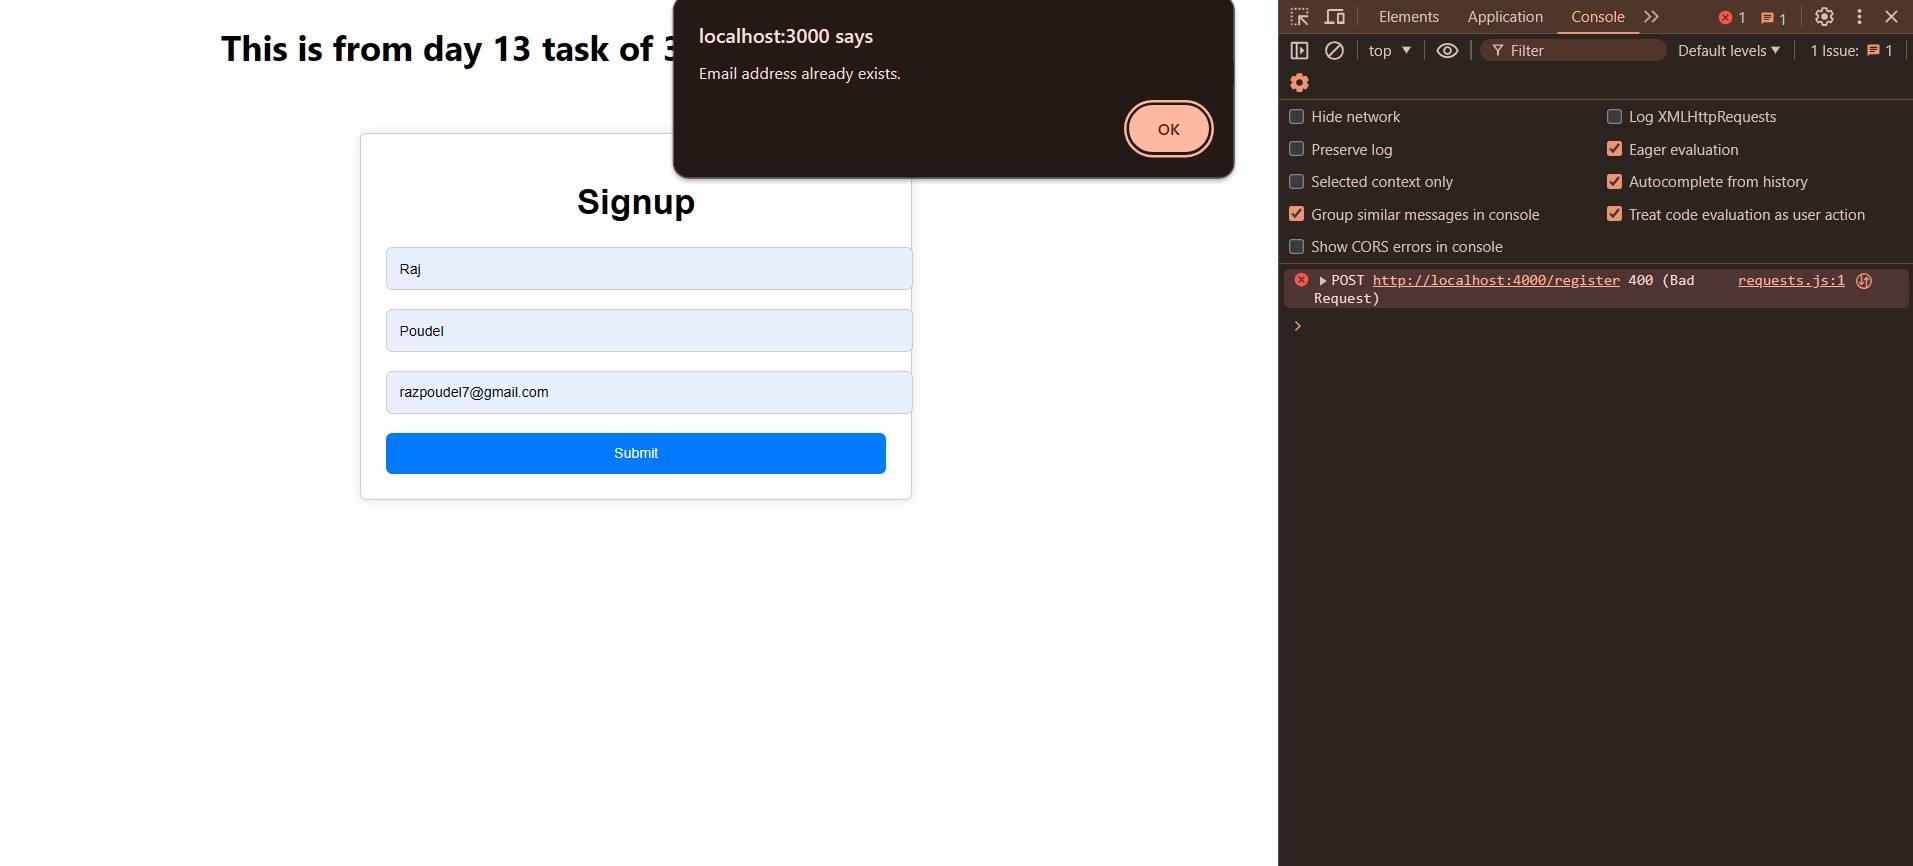 This is from day 13 task of 3
localhost:3000 says
Email address already exists.
OK
Signup
Raj
Poudel
razpoudel7@gmail.com
Submit
Elements Application Console 1 1
top Filter Default levels 1 Issue: 1
Hide network Log XMLHttpRequests
Preserve log Eager evaluation
Selected context only Autocomplete from history
Group similar messages in console Treat code evaluation as user action
Show CORS errors in console
POST http://localhost:4000/register 400 (Bad requests.js:1
Request)